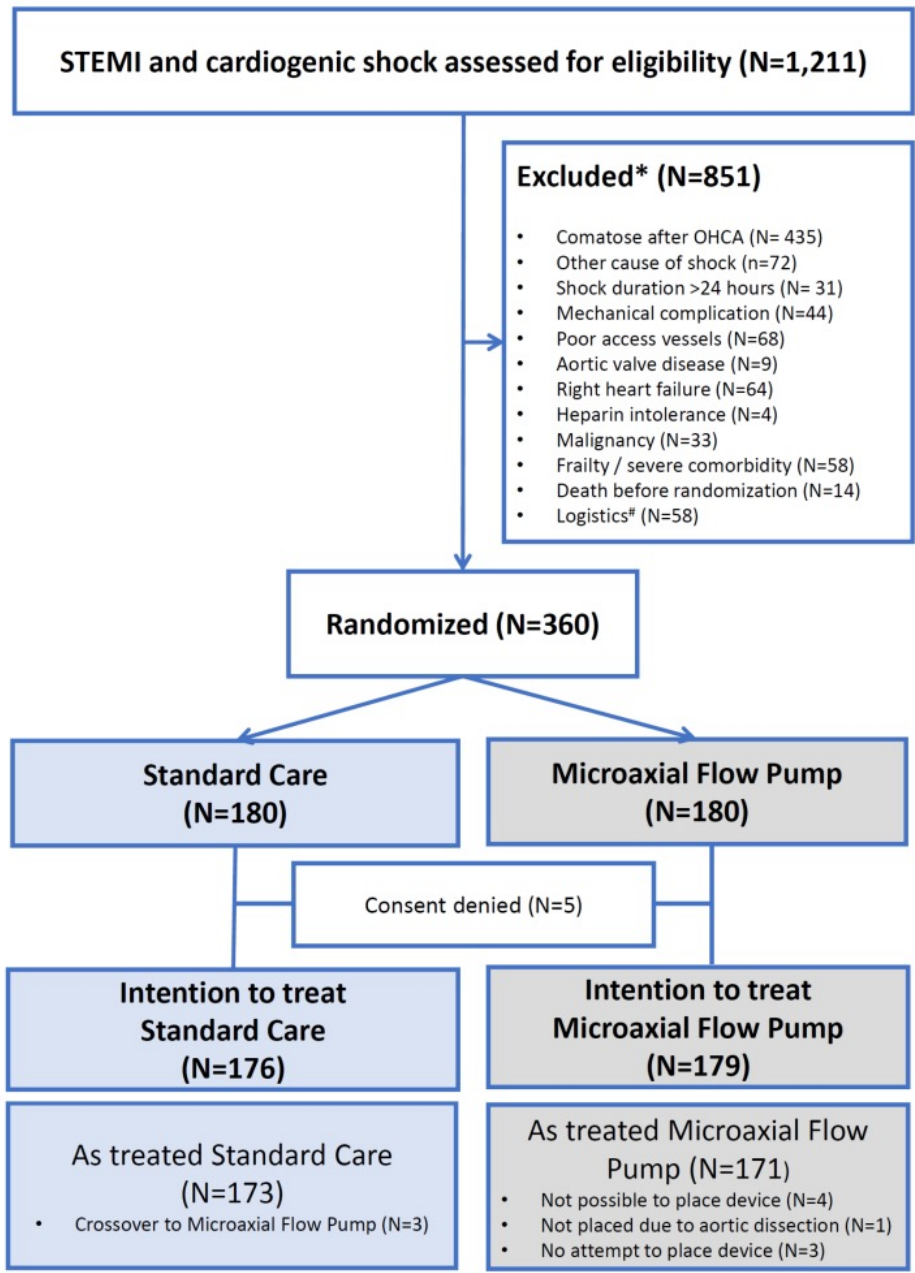 STEMI and cardiogenic shock assessed for eligibility (N=1,211)
Excluded* (N=851)
• Comatose after OHCA (N= 435)
• Other cause of shock (n=72)
• Shock duration >24 hours (N= 31)
• Mechanical complication (N=44)
• Poor access vessels (N=68)
• Aortic valve disease (N=9)
• Right heart failure (N=64)
• Heparin intolerance (N=4)
• Malignancy (N=33)
• Frailty / severe comorbidity (N=58)
• Death before randomization (N=14)
• Logistics# (N=58)
Randomized (N=360)
Standard Care
(N=180)
Microaxial Flow Pump
(N=180)
Consent denied (N=5)
Intention to treat
Standard Care
(N=176)
Intention to treat
Microaxial Flow Pump
(N=179)
As treated Standard Care
(N=173)
• Crossover to Microaxial Flow Pump (N=3)
As treated Microaxial Flow
Pump (N=171)
• Not possible to place device (N=4)
• Not placed due to aortic dissection (N=1)
• No attempt to place device (N=3)